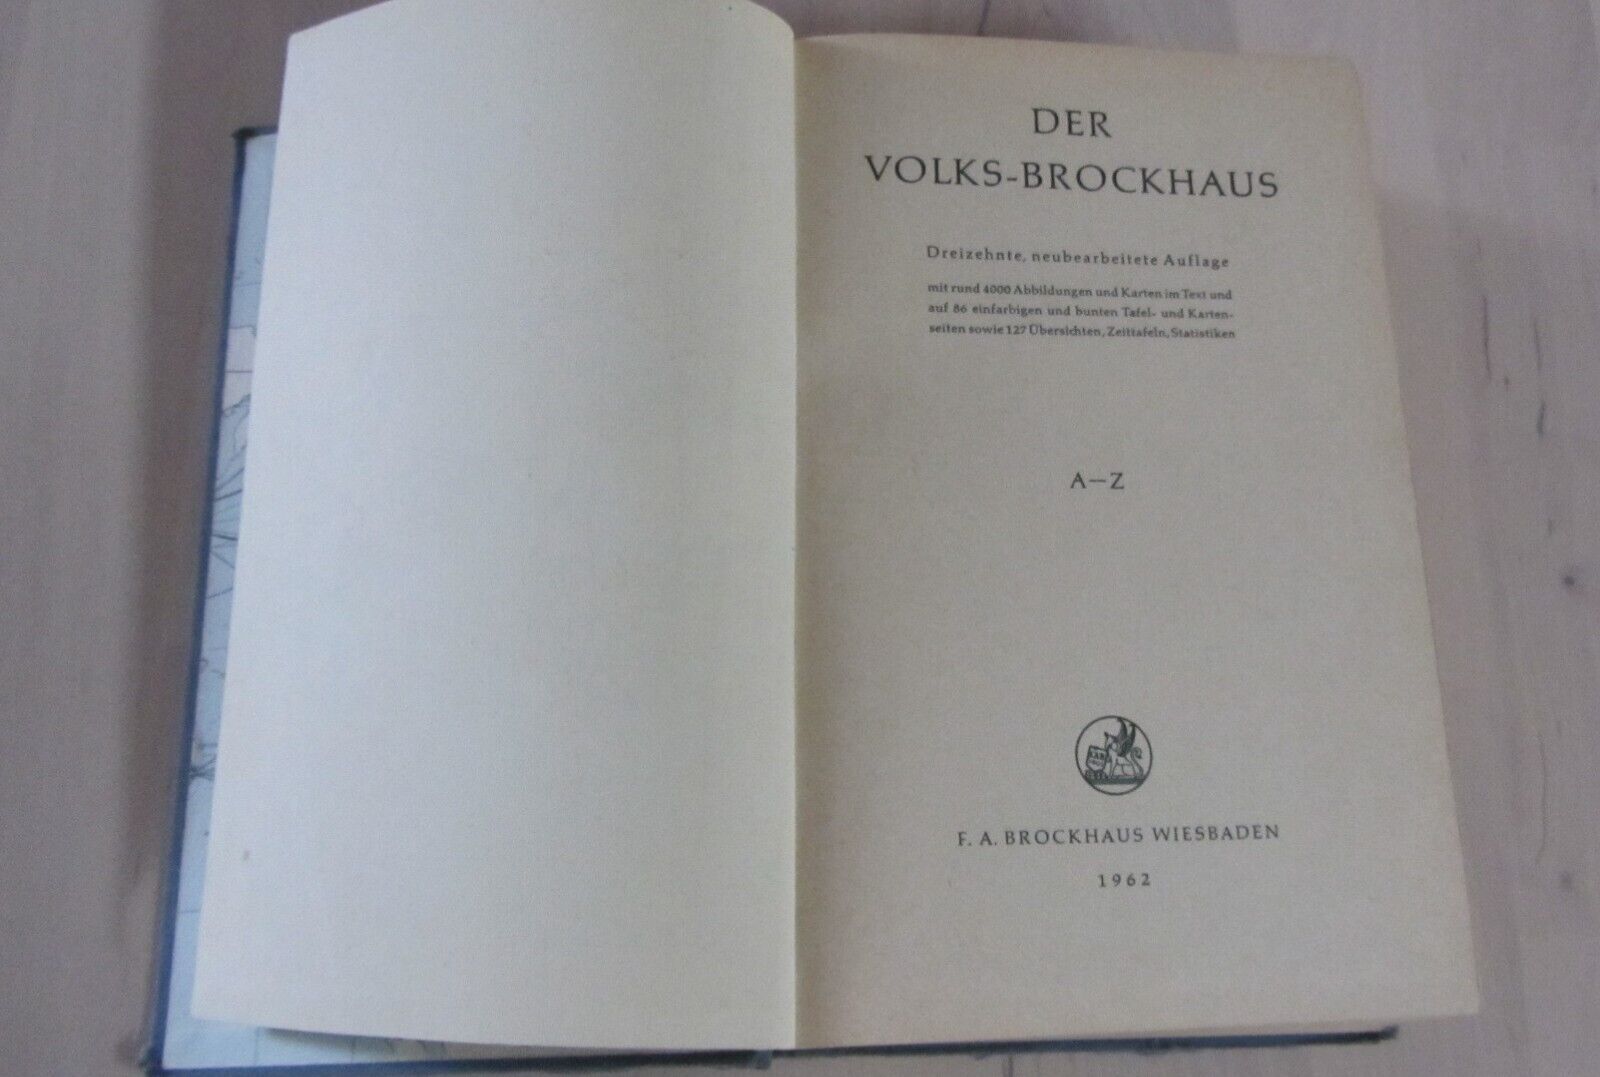 DER
VOLKS-BROCKHAUS
Dreizehnte, neubearbeitete Auflage
mit rund 4000 Abbildungen und Karten im Text und
auf 86 einfarbigen und bunten Tafel- und Karten-
seiten sowie 127 Übersichten, Zeittafeln, Statistiken
A—Z
F. A. BROCKHAUS WIESBADEN
1962